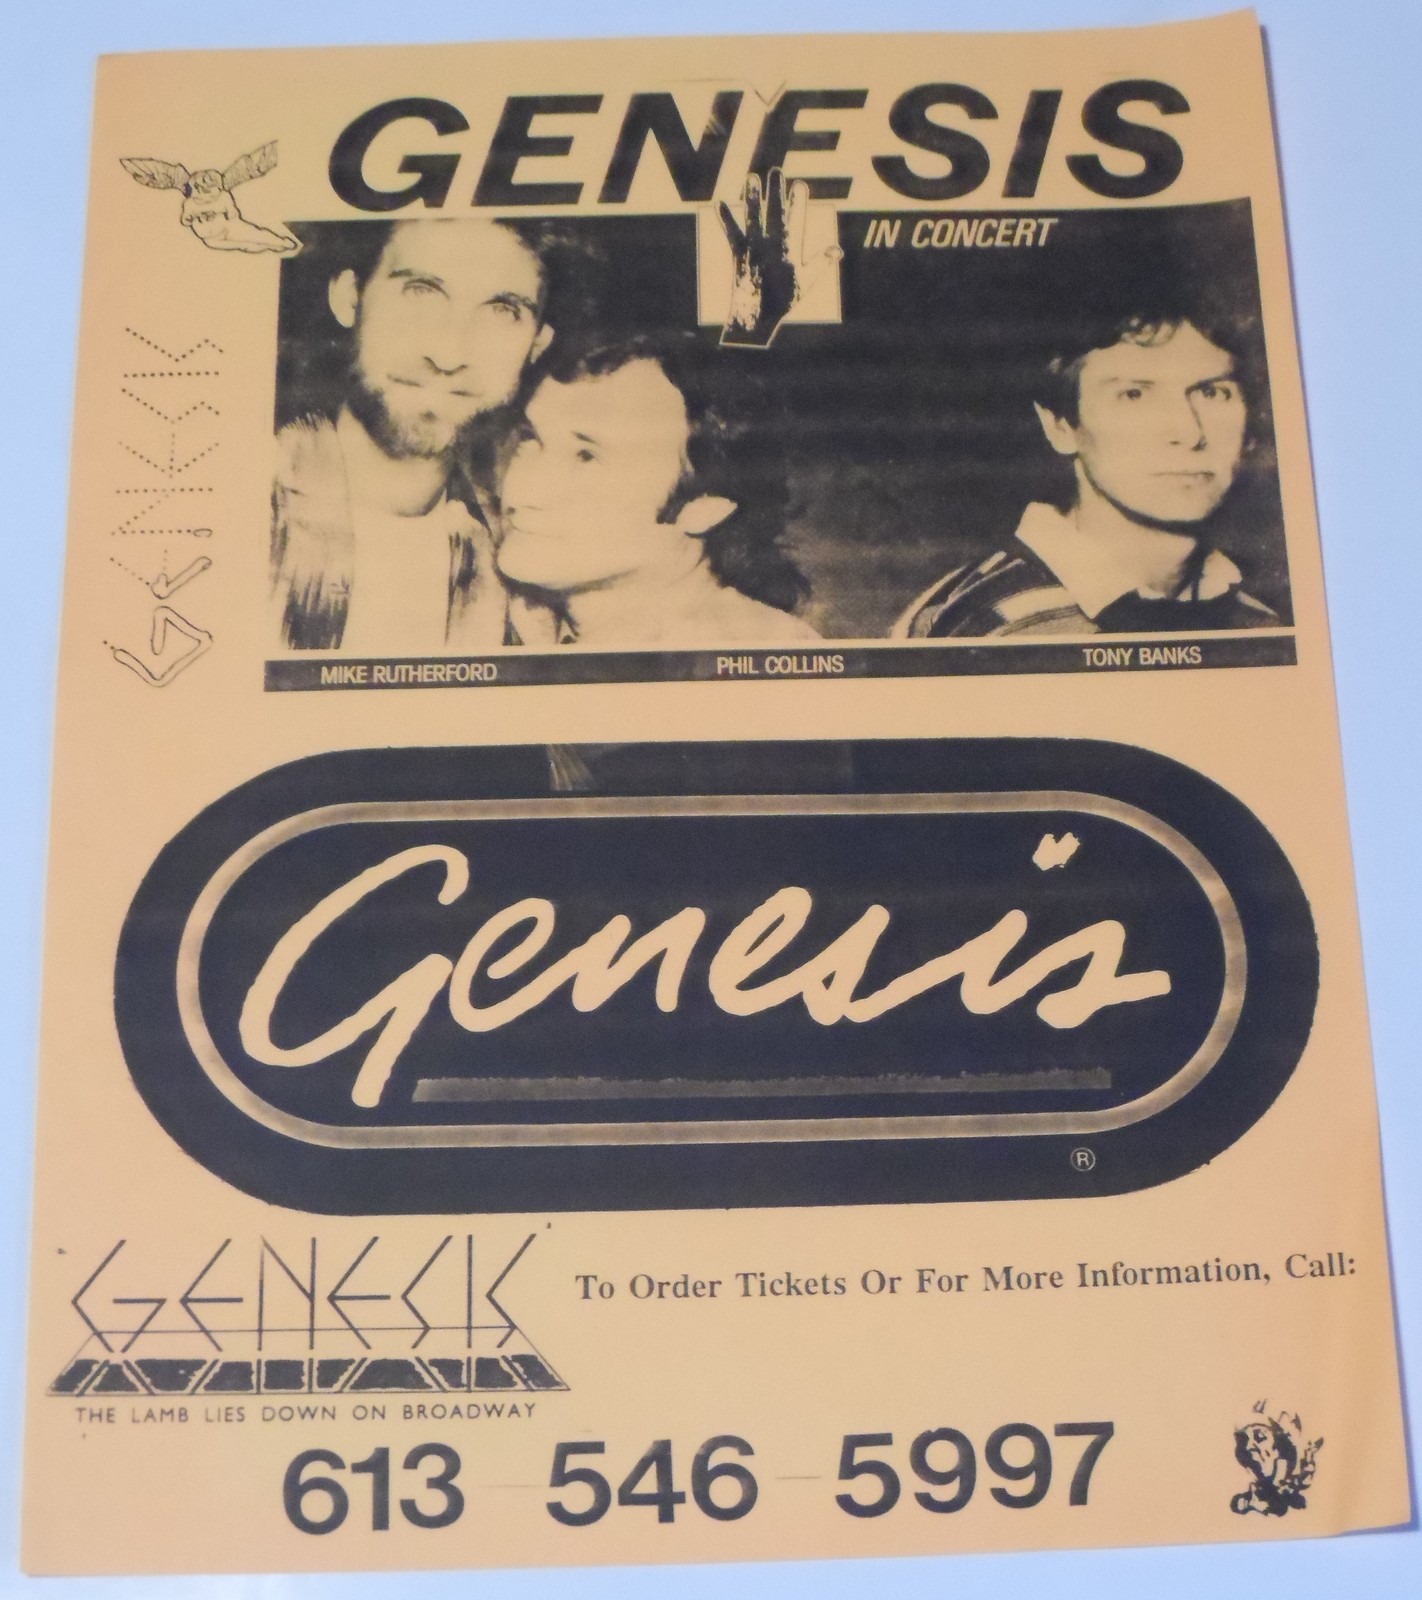 GENESIS
IN CONCERT
GENESIS
MIKE RUTHERFORD PHIL COLLINS TONY BANKS
Genesis
®
GENESIS
To Order Tickets Or For More Information, Call:
THE LAMB LIES DOWN ON BROADWAY
613 - 546 - 5997